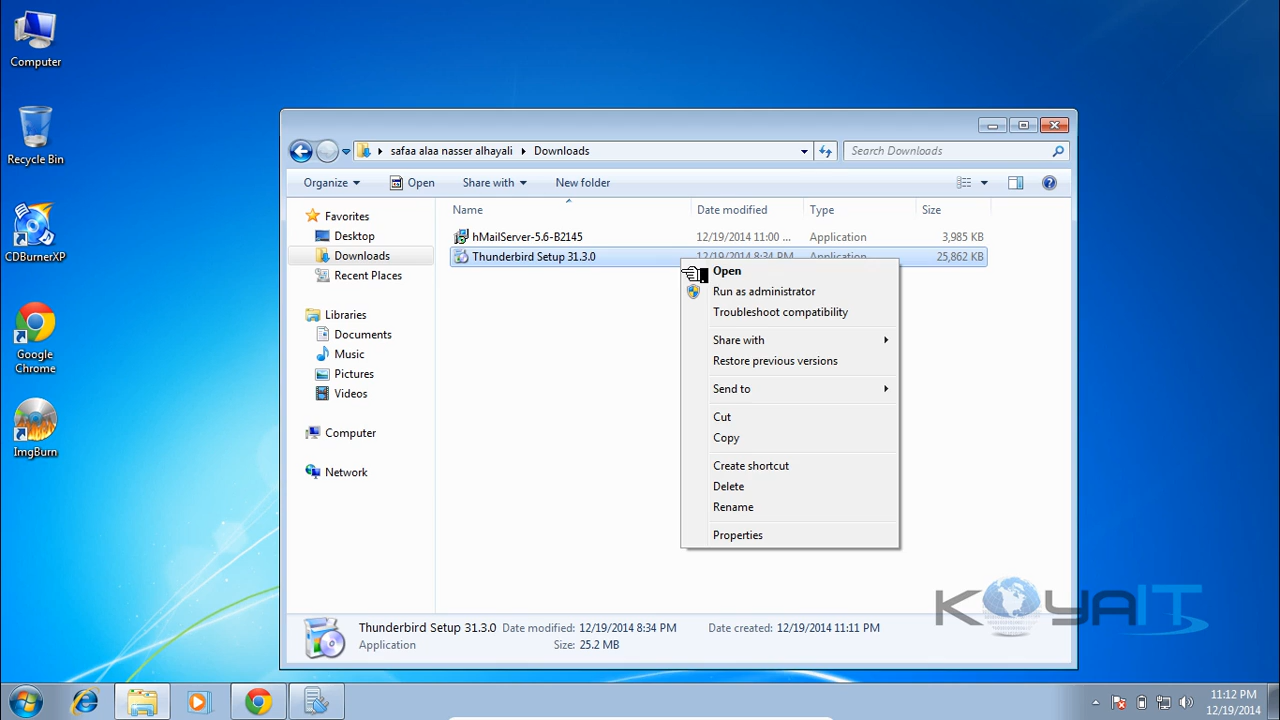 Computer
Recycle Bin
CDBurnerXP
Google
Chrome
ImgBurn
safaa alaa nasser alhayali Downloads
Search Downloads
Organize Open Share with New folder
Name Date modified Type Size
Favorites
Desktop
Downloads
Recent Places
Libraries
Documents
Music
Pictures
Videos
Computer
Network
hMailServer-5.6-B2145 12/19/2014 11:00 ... Application 3,985 KB
Thunderbird Setup 31.3.0 12/19/2014 8:34 PM Application 25,862 KB
Open
Run as administrator
Troubleshoot compatibility
Share with
Restore previous versions
Send to
Cut
Copy
Create shortcut
Delete
Rename
Properties
KOYAIT
Thunderbird Setup 31.3.0 Date modified: 12/19/2014 8:34 PM Date created: 12/19/2014 11:11 PM
Application Size: 25.2 MB
11:12 PM
12/19/2014